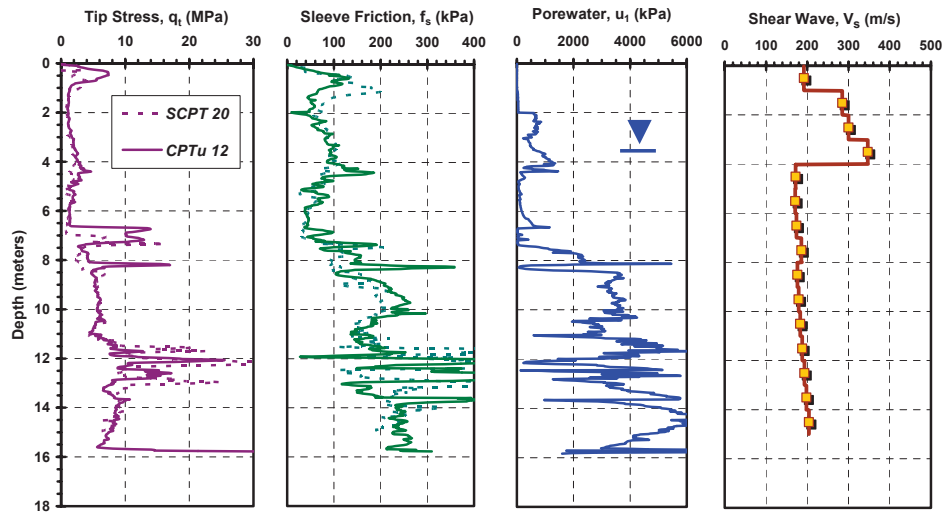 Tip Stress, qt (MPa)
0 10 20 30
Sleeve Friction, fs (kPa)
0 100 200 300 400
Porewater, u1 (kPa)
0 2000 4000 6000
Shear Wave, Vs (m/s)
0 100 200 300 400 500
Depth (meters)
0
2
4
6
8
10
12
14
16
18
SCPT 20
CPTu 12